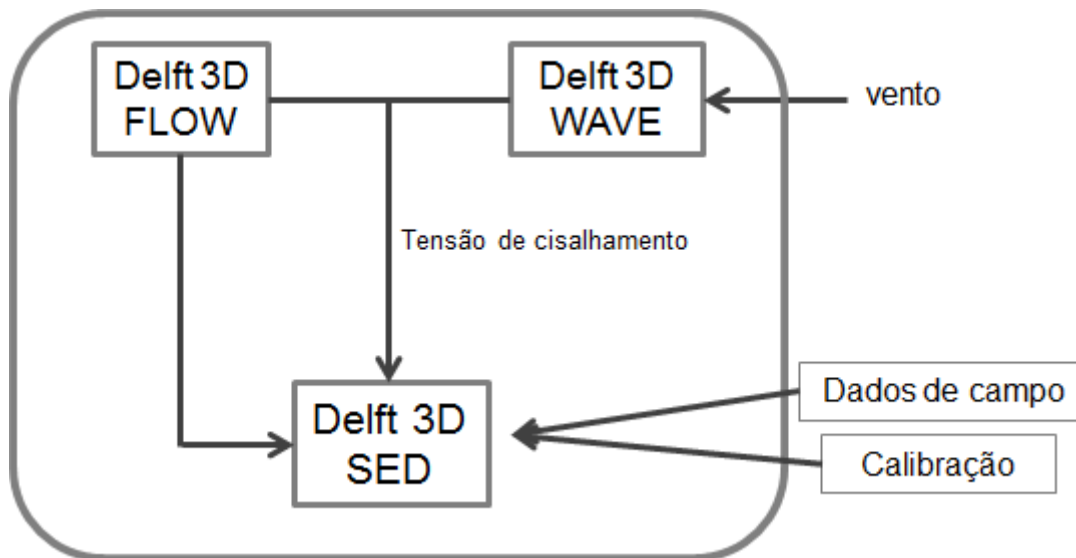 Delft 3D
FLOW
Delft 3D
WAVE
vento
Tensão de cisalhamento
Delft 3D
SED
Dados de campo
Calibração